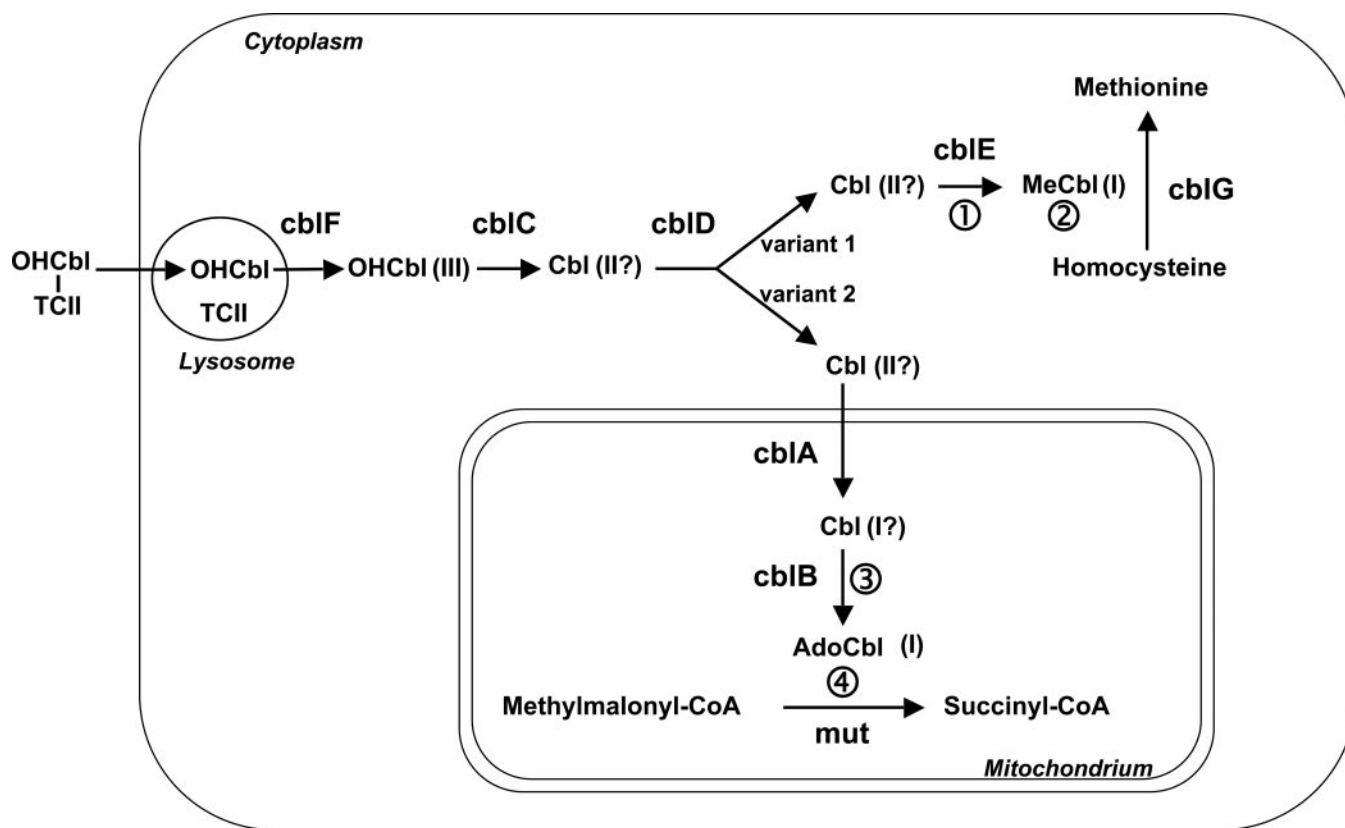 Cytoplasm
Methionine
cblE
Cbl (II?)
MeCbl (I)
cblG
①
②
cblF
cblC
cblD
variant 1
OHCbl
TCII
OHCbl
TCII
OHCbl (III)
Cbl (II?)
Homocysteine
variant 2
Lysosome
Cbl (II?)
cblA
Cbl (I?)
cblB
③
AdoCbl (I)
④
Methylmalonyl-CoA
Succinyl-CoA
mut
Mitochondrium